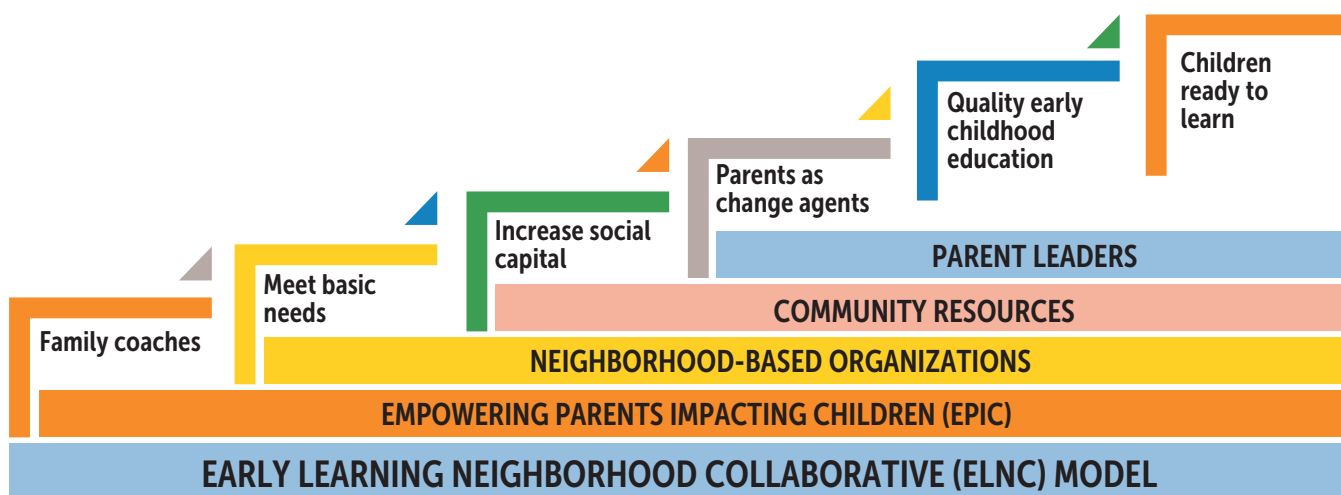 Children
ready to
learn
Quality early
childhood
education
Parents as
change agents
Increase social
capital
Meet basic
needs
Family coaches
PARENT LEADERS
COMMUNITY RESOURCES
NEIGHBORHOOD-BASED ORGANIZATIONS
EMPOWERING PARENTS IMPACTING CHILDREN (EPIC)
EARLY LEARNING NEIGHBORHOOD COLLABORATIVE (ELNC) MODEL